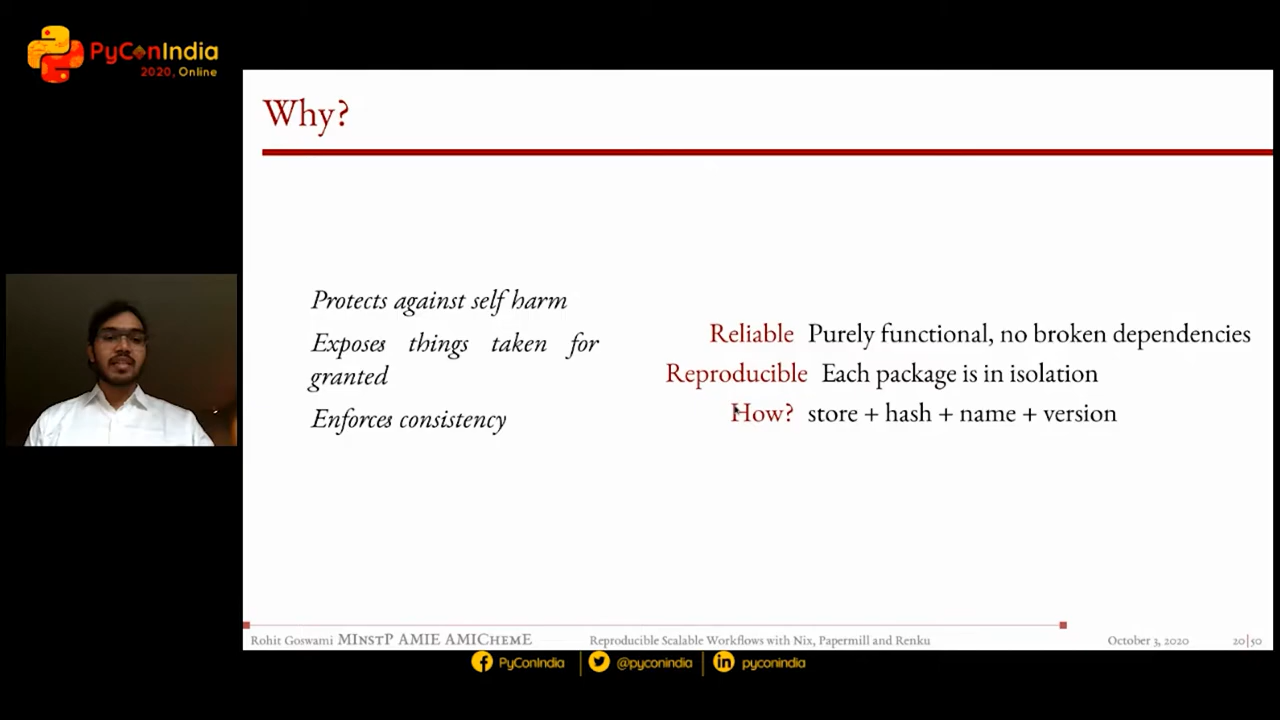 PyConIndia
2020, Online
Why?
Protects against self harm
Exposes things taken for
granted
Enforces consistency
Reliable Purely functional, no broken dependencies
Reproducible Each package is in isolation
How? store + hash + name + version
Rohit Goswami MInstP AMIE AMIChemE Reproducible Scalable Workflows with Nix, Papermill and Renku October 3, 2020 20|50
PyConIndia @pyconindia pyconindia